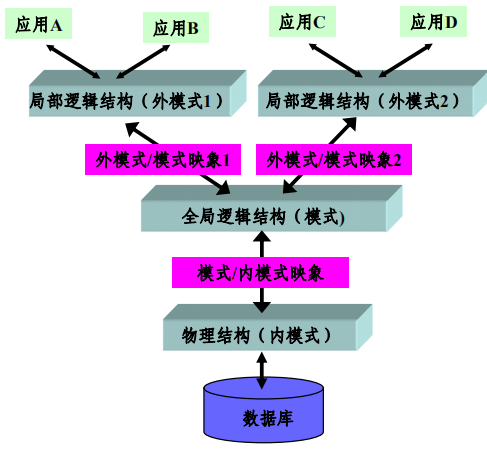 应用A
应用B
应用C
应用D
局部逻辑结构（外模式1）
局部逻辑结构（外模式2）
外模式/模式映象1
外模式/模式映象2
全局逻辑结构（模式)
模式/内模式映象
物理结构（内模式）
数据库